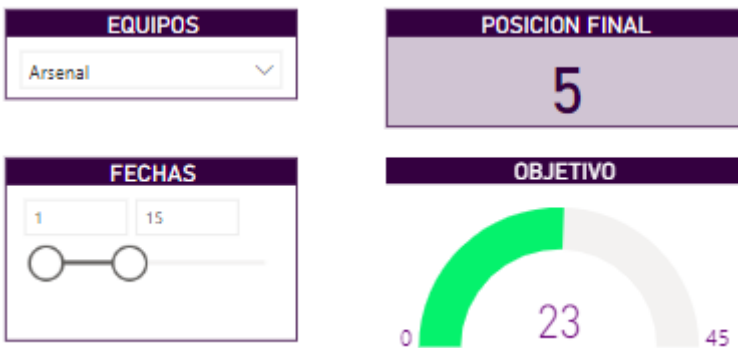 EQUIPOS
Arsenal
POSICION FINAL
5
FECHAS
1
15
OBJETIVO
23
0
45